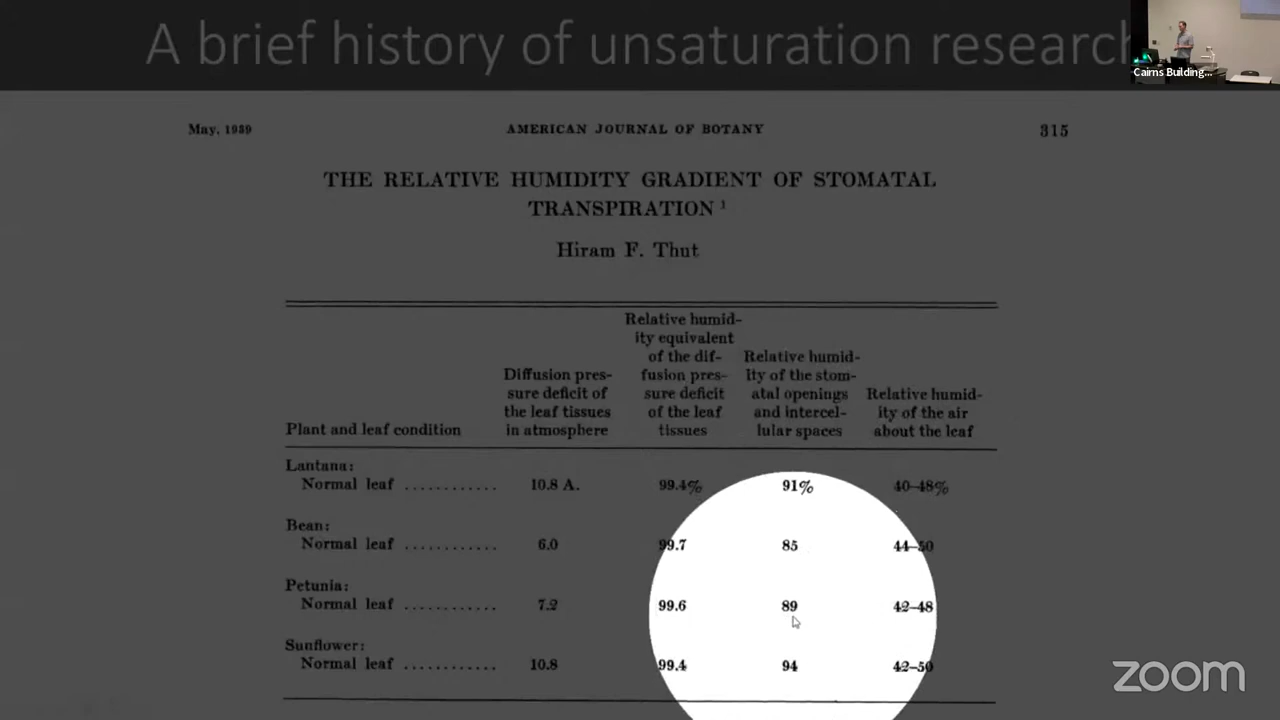 A brief history of unsaturation research
Cairns Building...
May, 1939 AMERICAN JOURNAL OF BOTANY 315
THE RELATIVE HUMIDITY GRADIENT OF STOMATAL
TRANSPIRATION ¹
Hiram F. Thut
Relative humid-
ity equivalent
of the dif- Relative humid-
Diffusion pres- fusion pres- ity of the stom-
sure deficit of sure deficit atal openings Relative humid-
the leaf tissues of the leaf and intercel- ity of the air
Plant and leaf condition in atmosphere tissues lular spaces about the leaf
Lantana:
Normal leaf ............ 10.8 A. 99.4% 91% 40–48%
Bean:
Normal leaf ............ 6.0 99.7 85 44–50
Petunia:
Normal leaf ............ 7.2 99.6 89 42–48
Sunflower:
Normal leaf ............ 10.8 99.4 94 42–50
zoom